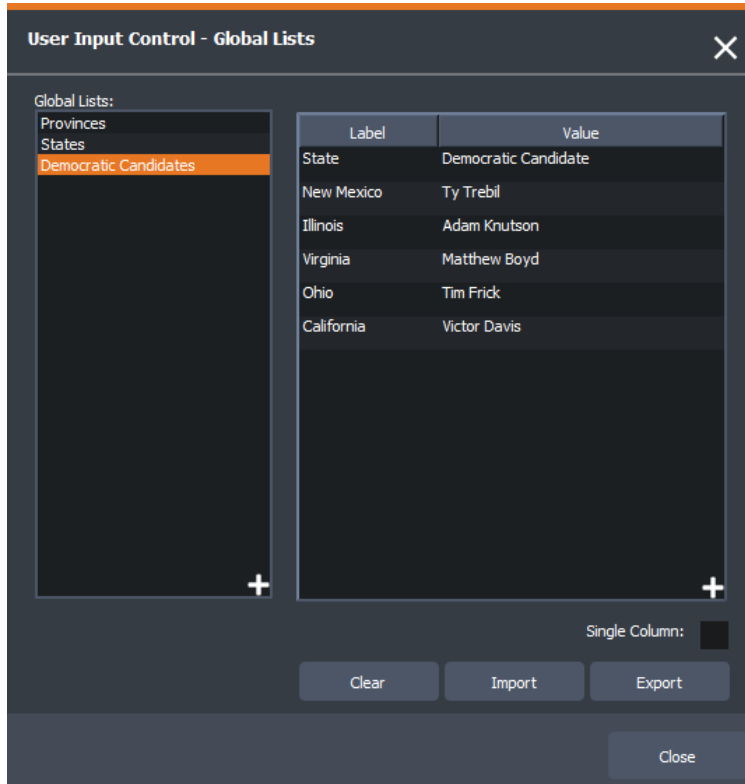 User Input Control - Global Lists
Global Lists:
Provinces
States
Democratic Candidates
Label Value
State Democratic Candidate
New Mexico Ty Trebil
Illinois Adam Knutson
Virginia Matthew Boyd
Ohio Tim Frick
California Victor Davis
Single Column:
Clear Import Export
Close